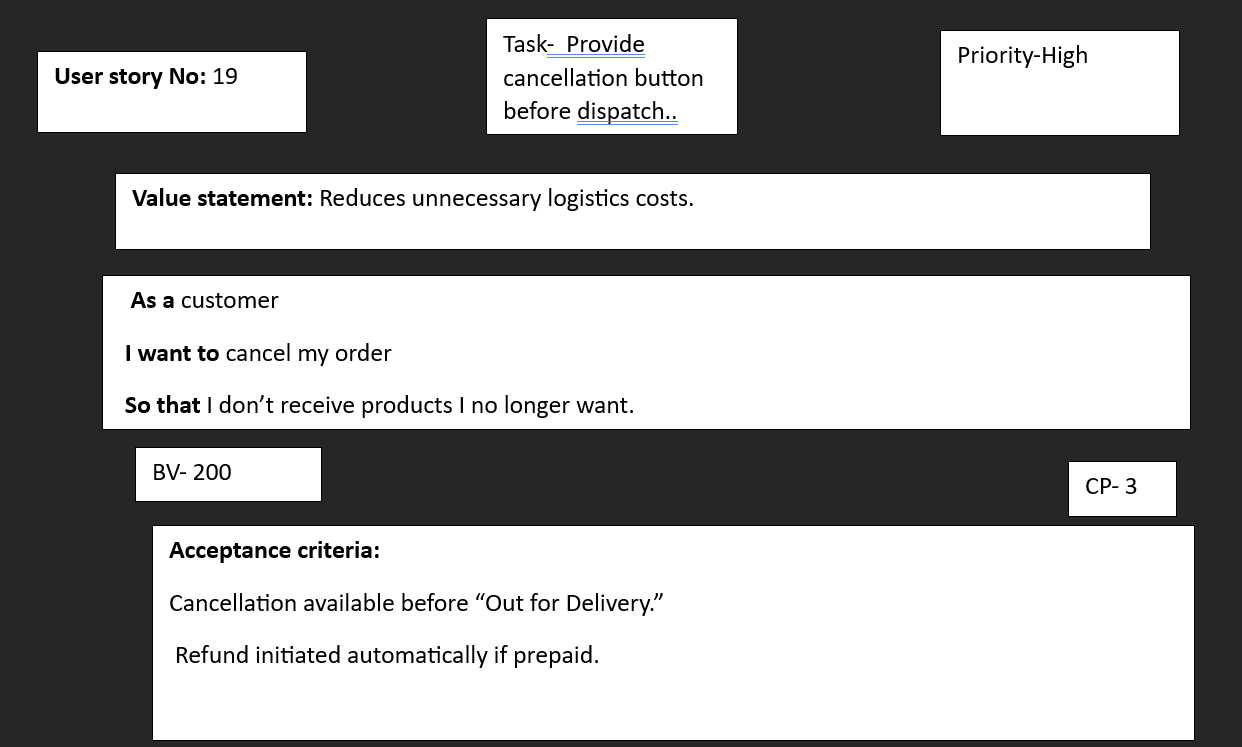 User story No: 19
Task-  Provide
cancellation button
before dispatch..
Priority-High
Value statement: Reduces unnecessary logistics costs.
As a customer
I want to cancel my order
So that I don’t receive products I no longer want.
BV- 200
CP- 3
Acceptance criteria:
Cancellation available before “Out for Delivery.”
Refund initiated automatically if prepaid.